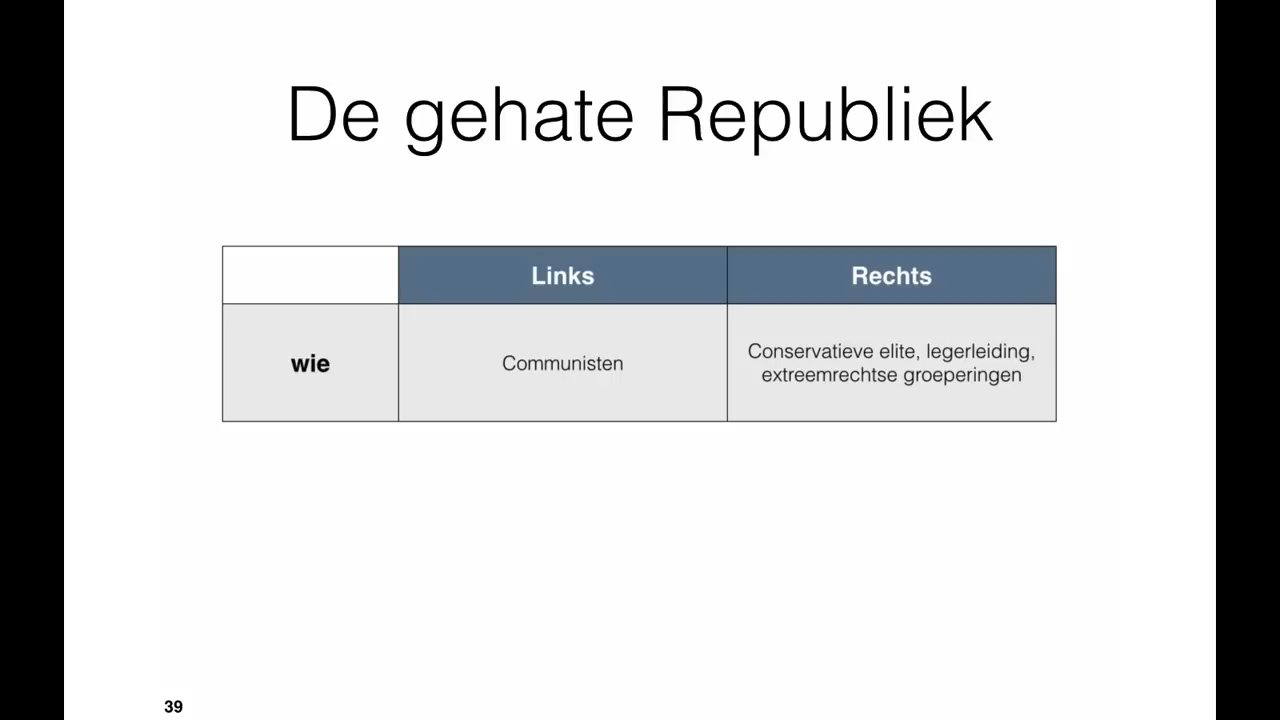 De gehate Republiek
Links
Rechts
wie
Communisten
Conservatieve elite, legerleiding,
extreemrechtse groeperingen
39